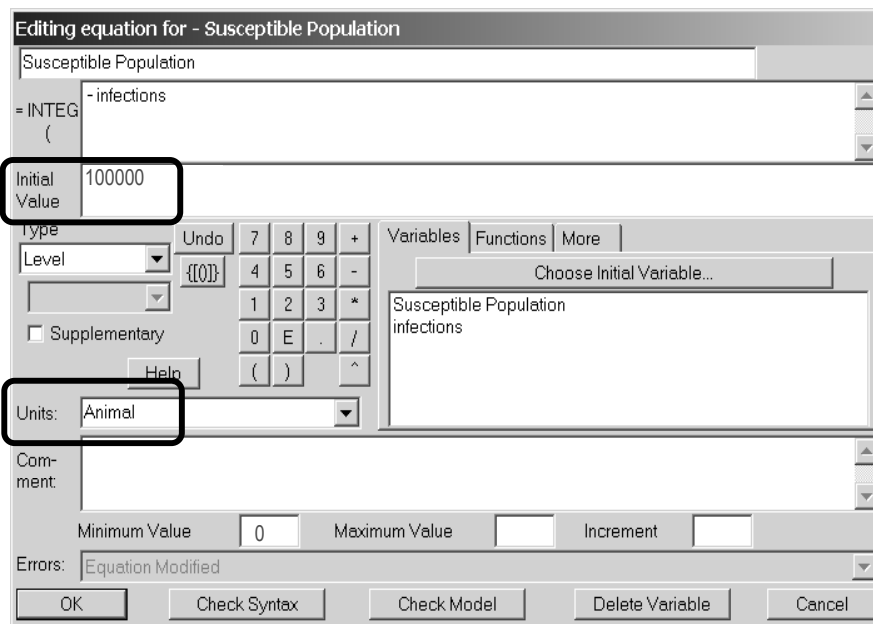 Editing equation for - Susceptible Population
Susceptible Population
= INTEG (
- infections
Initial Value
100000
Type
Level
Undo
7 8 9 +
{[()]}
4 5 6 -
1 2 3 *
Supplementary
0 E . /
Help
( ) ^
Variables Functions More
Choose Initial Variable...
Susceptible Population
infections
Units:
Animal
Com-
ment:
Minimum Value 0 Maximum Value Increment
Errors: Equation Modified
OK Check Syntax Check Model Delete Variable Cancel